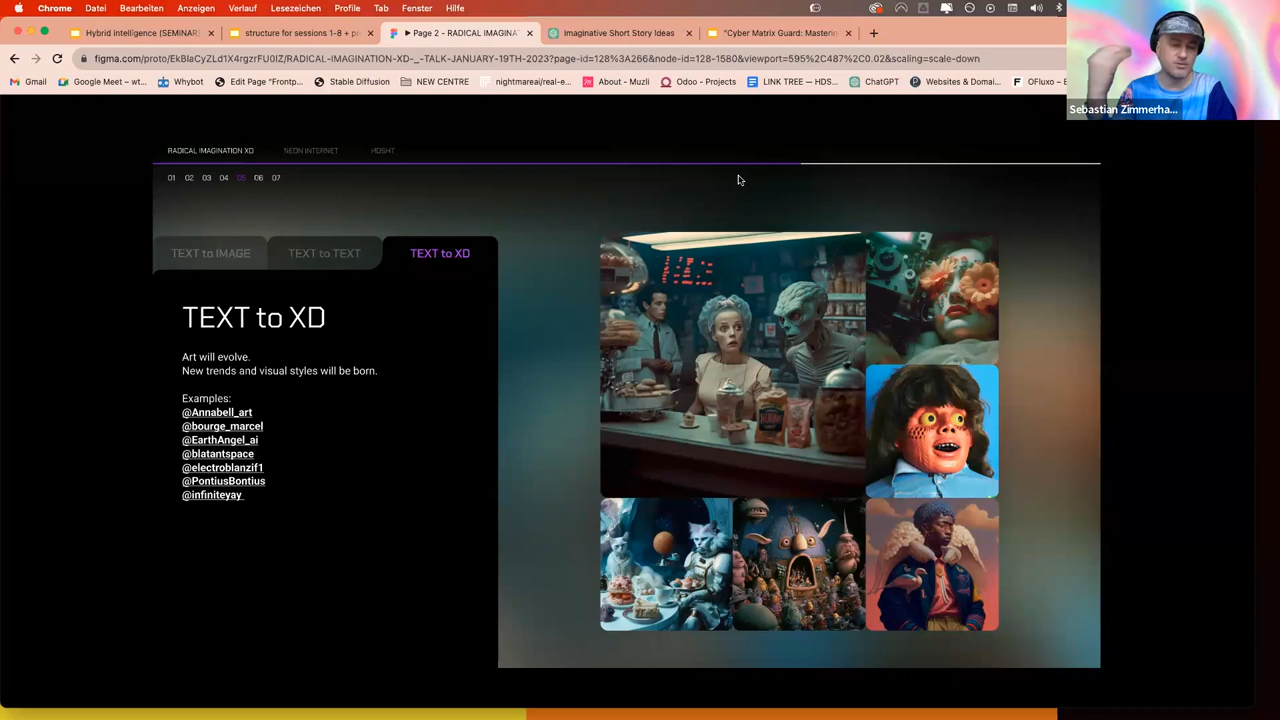 Chrome Datei Bearbeiten Anzeigen Verlauf Lesezeichen Profile Tab Fenster Hilfe
Hybrid intelligence (SEMINAR)
structure for sessions 1-8 + pr
Page 2 - RADICAL IMAGINA
Imaginative Short Story Ideas
"Cyber Matrix Guard: Masterin
figma.com/proto/EkBlaCyZLd1X4rgzrFU0IZ/RADICAL-IMAGINATION-XD-_-TALK-JANUARY-19TH-2023?page-id=128%3A266&node-id=128-1580&viewport=595%2C487%2C0.02&scaling=scale-down
Gmail Google Meet – wt... Whybot Edit Page "Frontp... Stable Diffusion NEW CENTRE nightmareai/real-e... About - Muzli Odoo - Projects LINK TREE — HDS... ChatGPT Websites & Domai... OFluxo –
Sebastian Zimmerha...
RADICAL IMAGINATION XD NEON INTERNET HDSHT
01 02 03 04 05 06 07
TEXT to IMAGE TEXT to TEXT TEXT to XD
TEXT to XD
Art will evolve.
New trends and visual styles will be born.
Examples:
@Annabell_art
@bourge_marcel
@EarthAngel_ai
@blatantspace
@electroblanzif1
@PontiusBontius
@infiniteyay